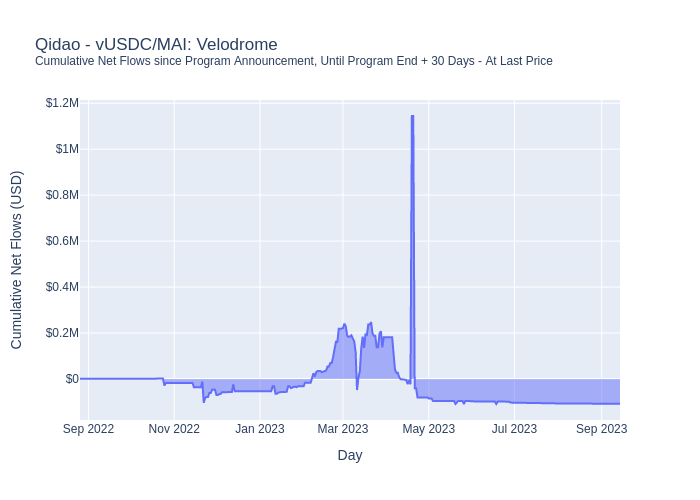 Qidao - vUSDC/MAI: Velodrome
Cumulative Net Flows since Program Announcement, Until Program End + 30 Days - At Last Price
Cumulative Net Flows (USD)
$1.2M
$1M
$0.8M
$0.6M
$0.4M
$0.2M
$0
Sep 2022 Nov 2022 Jan 2023 Mar 2023 May 2023 Jul 2023 Sep 2023
Day